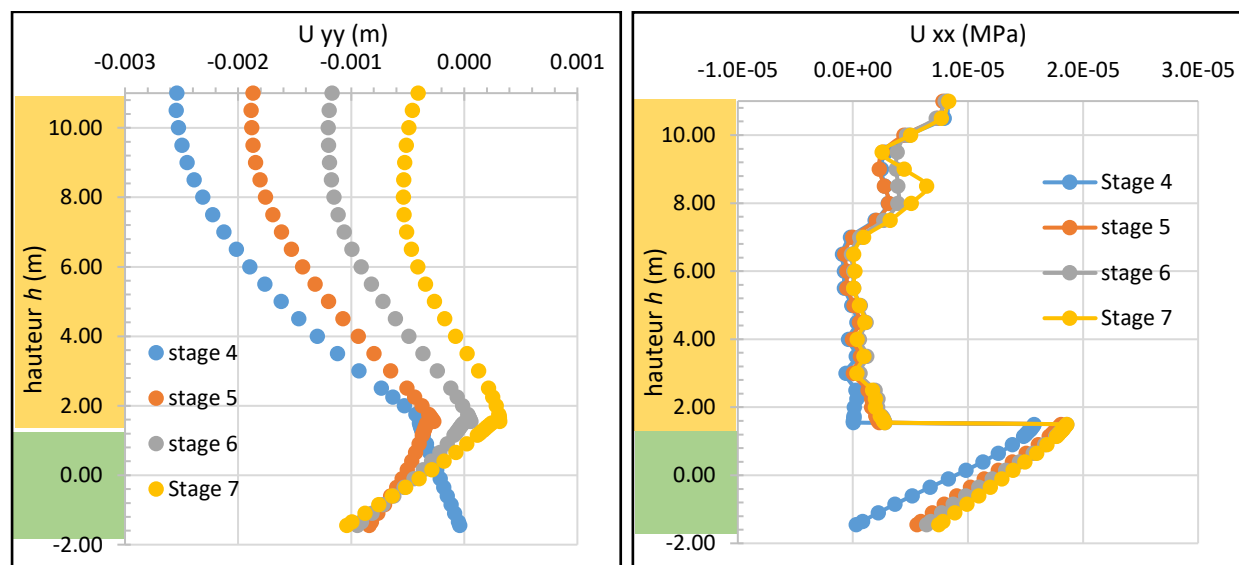 U yy (m)
-0.003 -0.002 -0.001 0.000 0.001
10.00
8.00
6.00
4.00
2.00
0.00
-2.00
hauteur h (m)
stage 4
stage 5
stage 6
Stage 7
U xx (MPa)
-1.0E-05 0.0E+00 1.0E-05 2.0E-05 3.0E-05
10.00
8.00
6.00
4.00
2.00
0.00
-2.00
hauteur h (m)
Stage 4
stage 5
stage 6
Stage 7